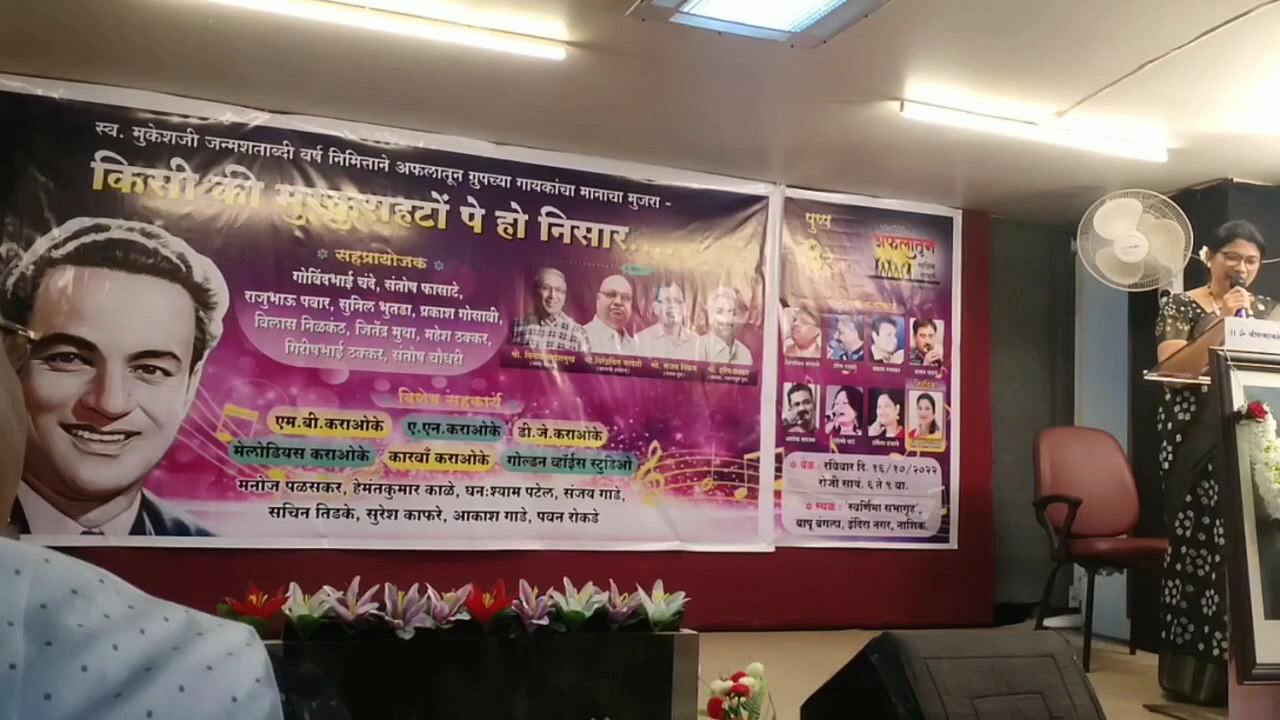 स्व. मुकेशजी जन्मशताब्दी वर्ष निमित्ताने अफलातून ग्रुपच्या गायकांचा मानाचा मुजरा -
किसी की मुस्कुराहटों पे हो निसार......
सहप्रायोजक
गोविंदभाई चंदे, संतोष फासाटे,
राजुभाऊ पवार, सुनिल भुतडा, प्रकाश गोसावी,
विलास निळकंठ, जितेंद्र मुथा, महेश ठक्कर,
गिरीषभाई ठक्कर, संतोष चौधरी
विशेष सहकार्य
एम.बी.कराओके
ए.एन.कराओके
डी.जे.कराओके
मेलोडियस कराओके
कारवाँ कराओके
गोल्डन व्हॉईस स्टुडिओ
मनोज पळसकर, हेमंतकुमार काळे, घनःश्याम पटेल, संजय गाडे,
सचिन तिडके, सुरेश काफरे, आकाश गाडे, पवन रोकडे
पुष्प
अफलातून
वेळ : रविवार दि. १६/१०/२०२२
रोजी सायं. ६ ते ९ वा.
स्थळ : 'स्वर्णिमा सभागृह',
बापू बंगला, इंदिरा नगर, नाशिक.